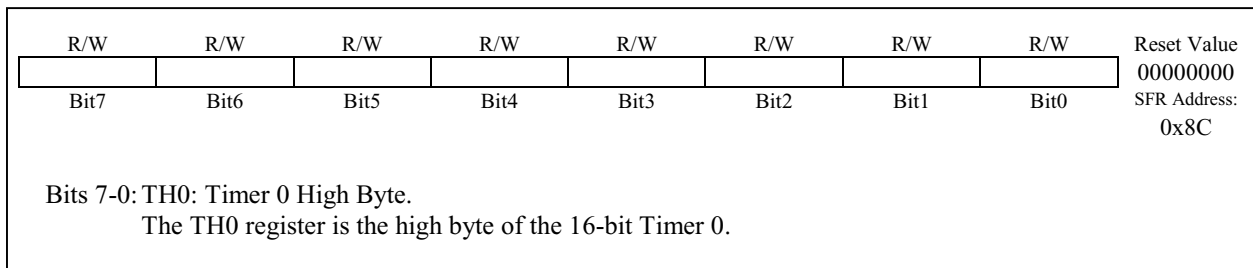 R/W R/W R/W R/W R/W R/W R/W R/W Reset Value
00000000
Bit7 Bit6 Bit5 Bit4 Bit3 Bit2 Bit1 Bit0 SFR Address:
0x8C
Bits 7-0: TH0: Timer 0 High Byte.
The TH0 register is the high byte of the 16-bit Timer 0.